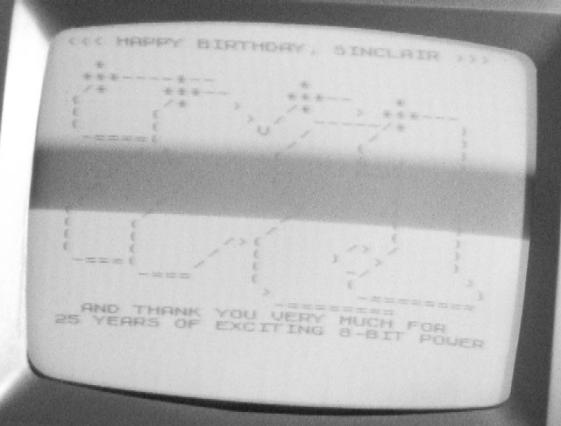 <<< HAPPY BIRTHDAY, SINCLAIR >>>
AND THANK YOU VERY MUCH FOR
25 YEARS OF EXCITING 8-BIT POWER